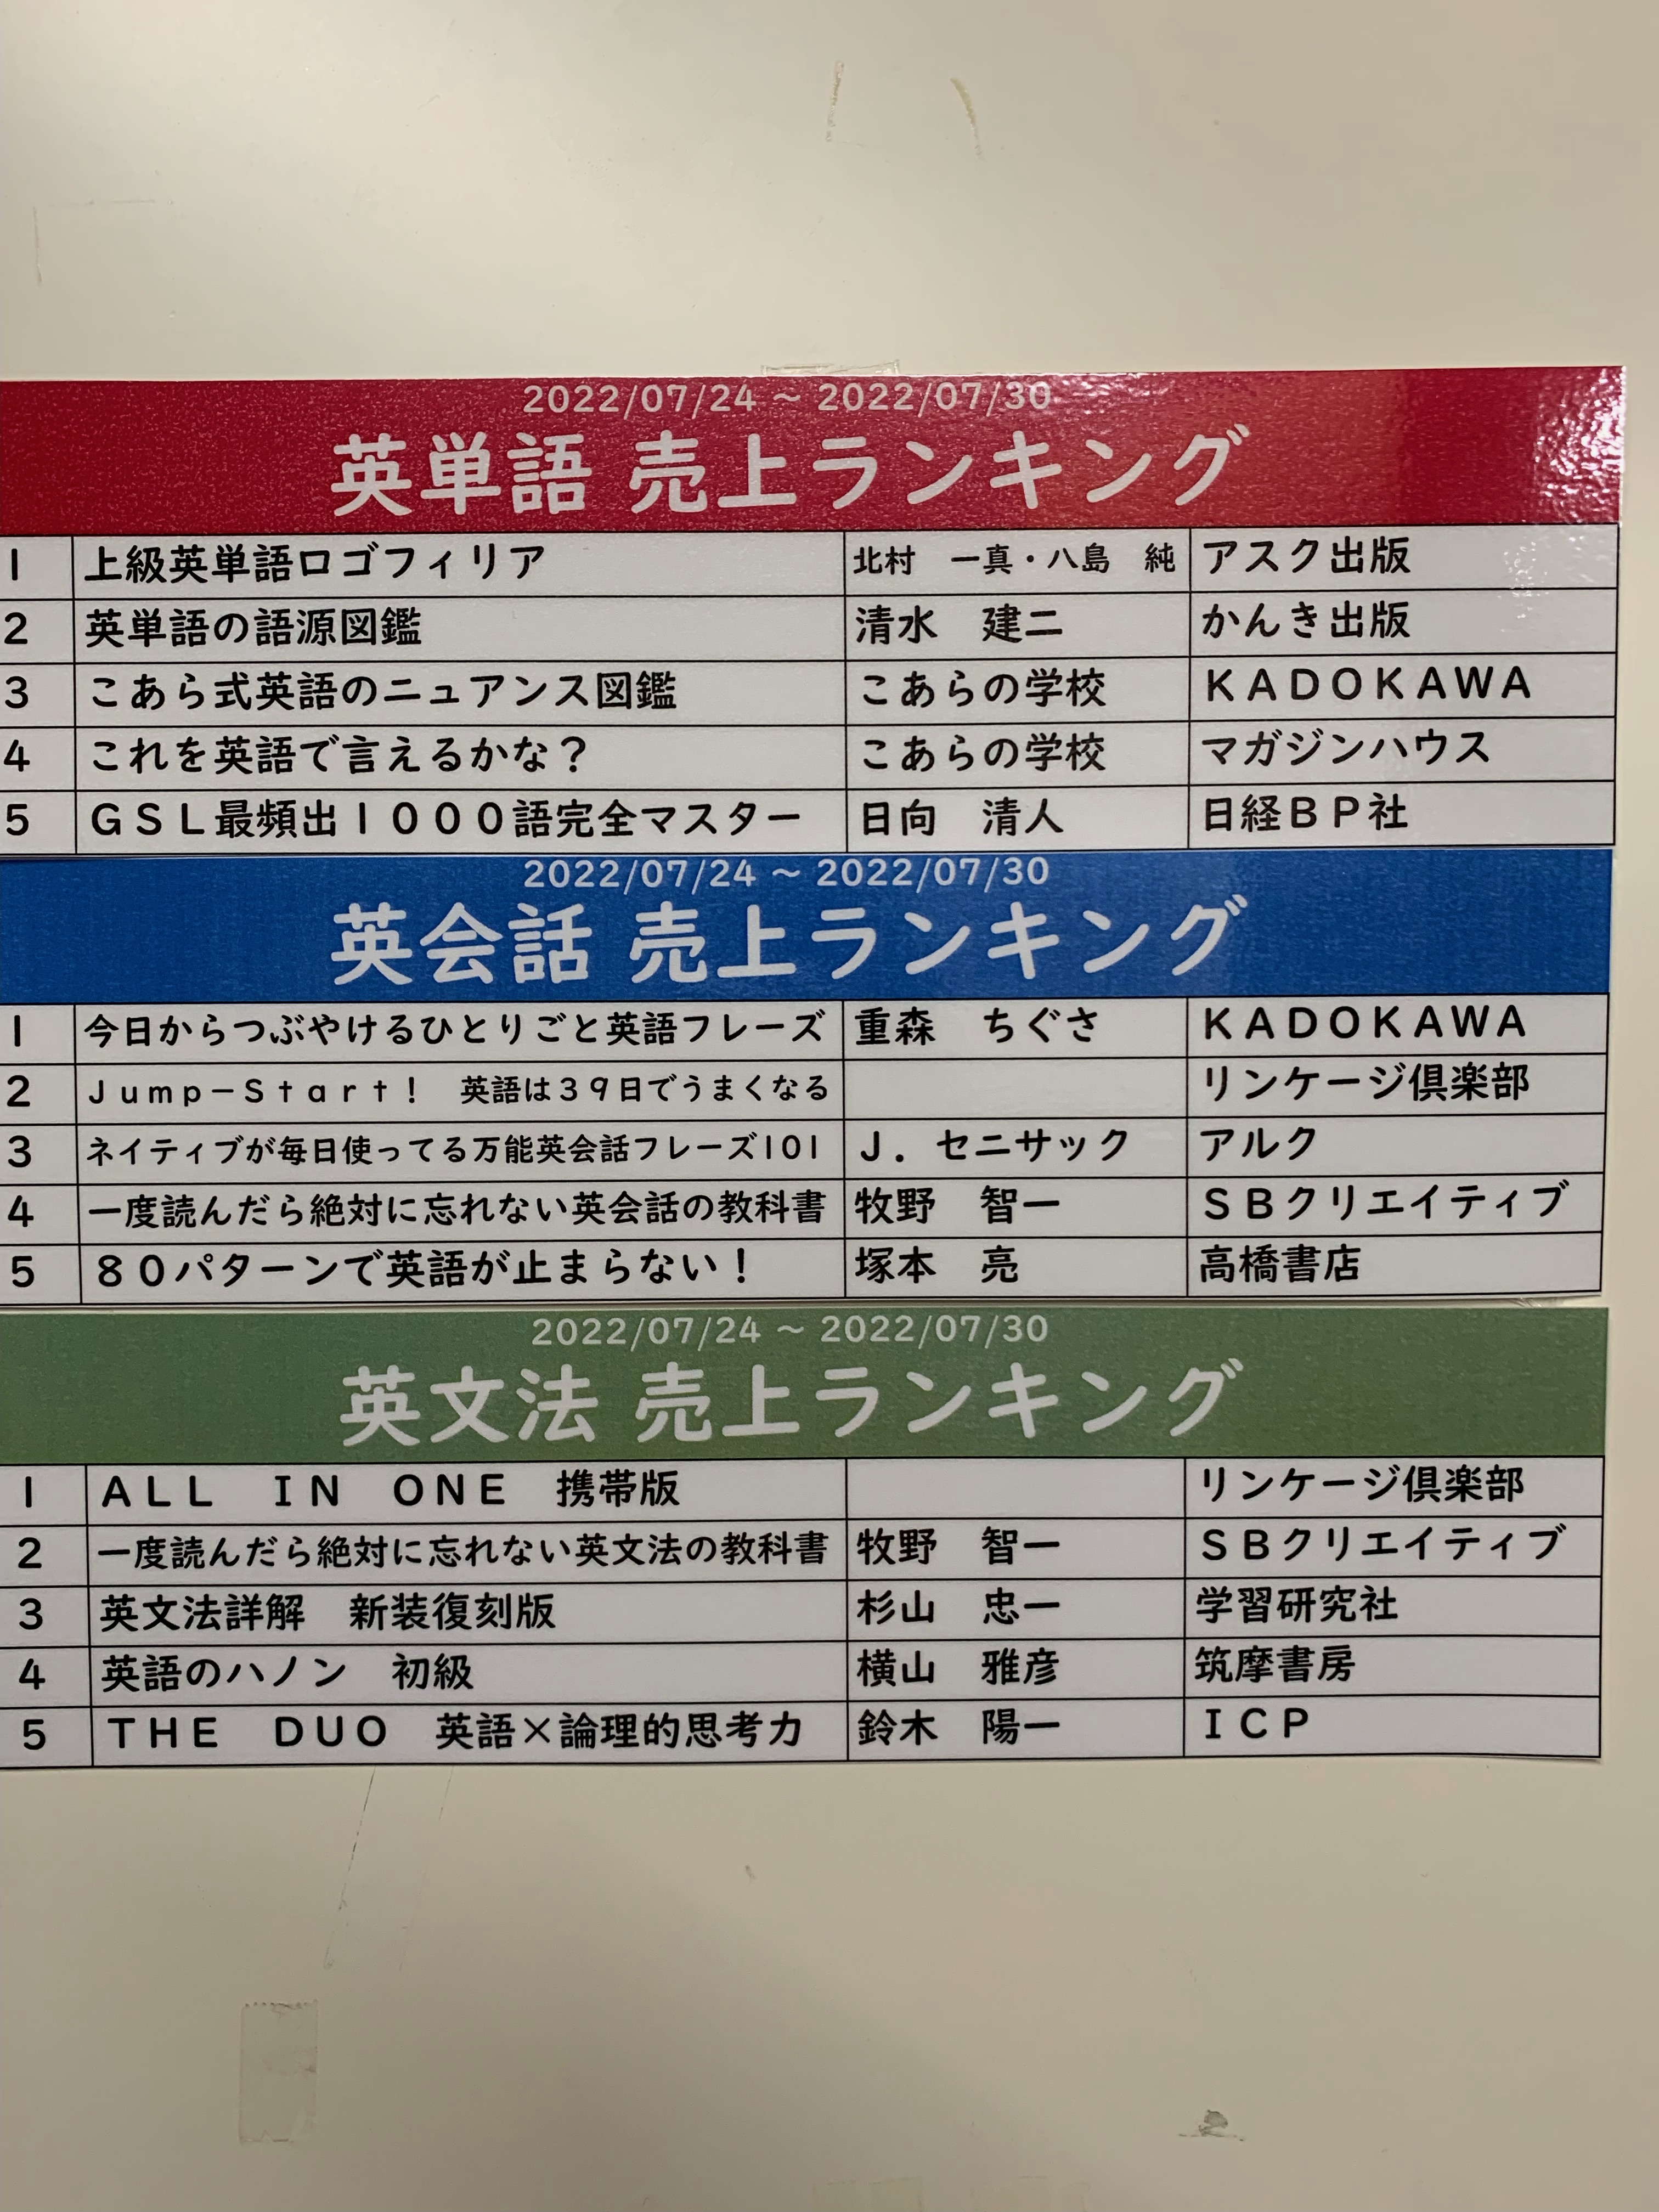 2022/07/24 ～ 2022/07/30
英単語 売上ランキング
1 上級英単語ロゴフィリア 北村　一真・八島　純 アスク出版
2 英単語の語源図鑑 清水　建二 かんき出版
3 こあら式英語のニュアンス図鑑 こあらの学校 ＫＡＤＯＫＡＷＡ
4 これを英語で言えるかな？ こあらの学校 マガジンハウス
5 ＧＳＬ最頻出１０００語完全マスター 日向　清人 日経ＢＰ社
2022/07/24 ～ 2022/07/30
英会話 売上ランキング
1 今日からつぶやけるひとりごと英語フレーズ 重森　ちぐさ ＫＡＤＯＫＡＷＡ
2 Ｊｕｍｐ－Ｓｔａｒｔ！　英語は３９日でうまくなる リンケージ倶楽部
3 ネイティブが毎日使ってる万能英会話フレーズ101 Ｊ．セニサック アルク
4 一度読んだら絶対に忘れない英会話の教科書 牧野　智一 ＳＢクリエイティブ
5 ８０パターンで英語が止まらない！ 塚本　亮 高橋書店
2022/07/24 ～ 2022/07/30
英文法 売上ランキング
1 ＡＬＬ　ＩＮ　ＯＮＥ　携帯版 リンケージ倶楽部
2 一度読んだら絶対に忘れない英文法の教科書 牧野　智一 ＳＢクリエイティブ
3 英文法詳解　新装復刻版 杉山　忠一 学習研究社
4 英語のハノン　初級 横山　雅彦 筑摩書房
5 ＴＨＥ　ＤＵＯ　英語×論理的思考力 鈴木　陽一 ＩＣＰ